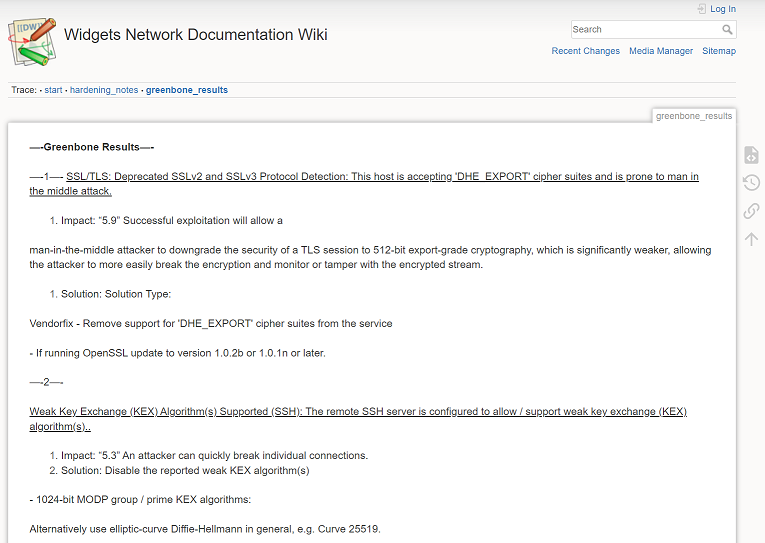 Log In
[[DW]]
Widgets Network Documentation Wiki
Search
Recent Changes Media Manager Sitemap
Trace: • start • hardening_notes • greenbone_results
greenbone_results
—-Greenbone Results—-
—-1—- SSL/TLS: Deprecated SSLv2 and SSLv3 Protocol Detection: This host is accepting 'DHE_EXPORT' cipher suites and is prone to man in
the middle attack.
1. Impact: “5.9” Successful exploitation will allow a
man-in-the-middle attacker to downgrade the security of a TLS session to 512-bit export-grade cryptography, which is significantly weaker, allowing
the attacker to more easily break the encryption and monitor or tamper with the encrypted stream.
1. Solution: Solution Type:
Vendorfix - Remove support for 'DHE_EXPORT' cipher suites from the service
- If running OpenSSL update to version 1.0.2b or 1.0.1n or later.
—-2—-
Weak Key Exchange (KEX) Algorithm(s) Supported (SSH): The remote SSH server is configured to allow / support weak key exchange (KEX)
algorithm(s)..
1. Impact: “5.3” An attacker can quickly break individual connections.
2. Solution: Disable the reported weak KEX algorithm(s)
- 1024-bit MODP group / prime KEX algorithms:
Alternatively use elliptic-curve Diffie-Hellmann in general, e.g. Curve 25519.